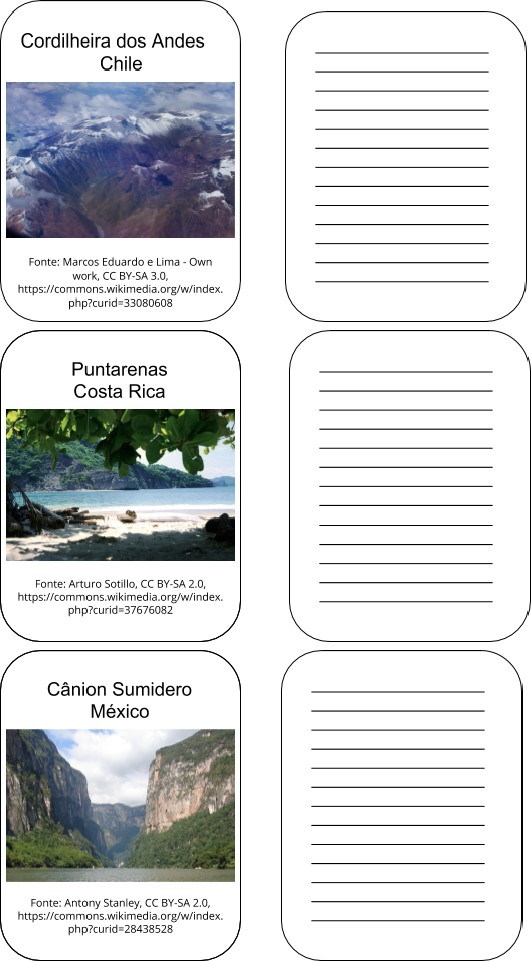 Cordilheira dos Andes
Chile
Fonte: Marcos Eduardo e Lima - Own
work, CC BY-SA 3.0,
https://commons.wikimedia.org/w/index.
php?curid=33080608
Puntarenas
Costa Rica
Fonte: Arturo Sotillo, CC BY-SA 2.0,
https://commons.wikimedia.org/w/index.
php?curid=37676082
Cânion Sumidero
México
Fonte: Antony Stanley, CC BY-SA 2.0,
https://commons.wikimedia.org/w/index.
php?curid=28438528